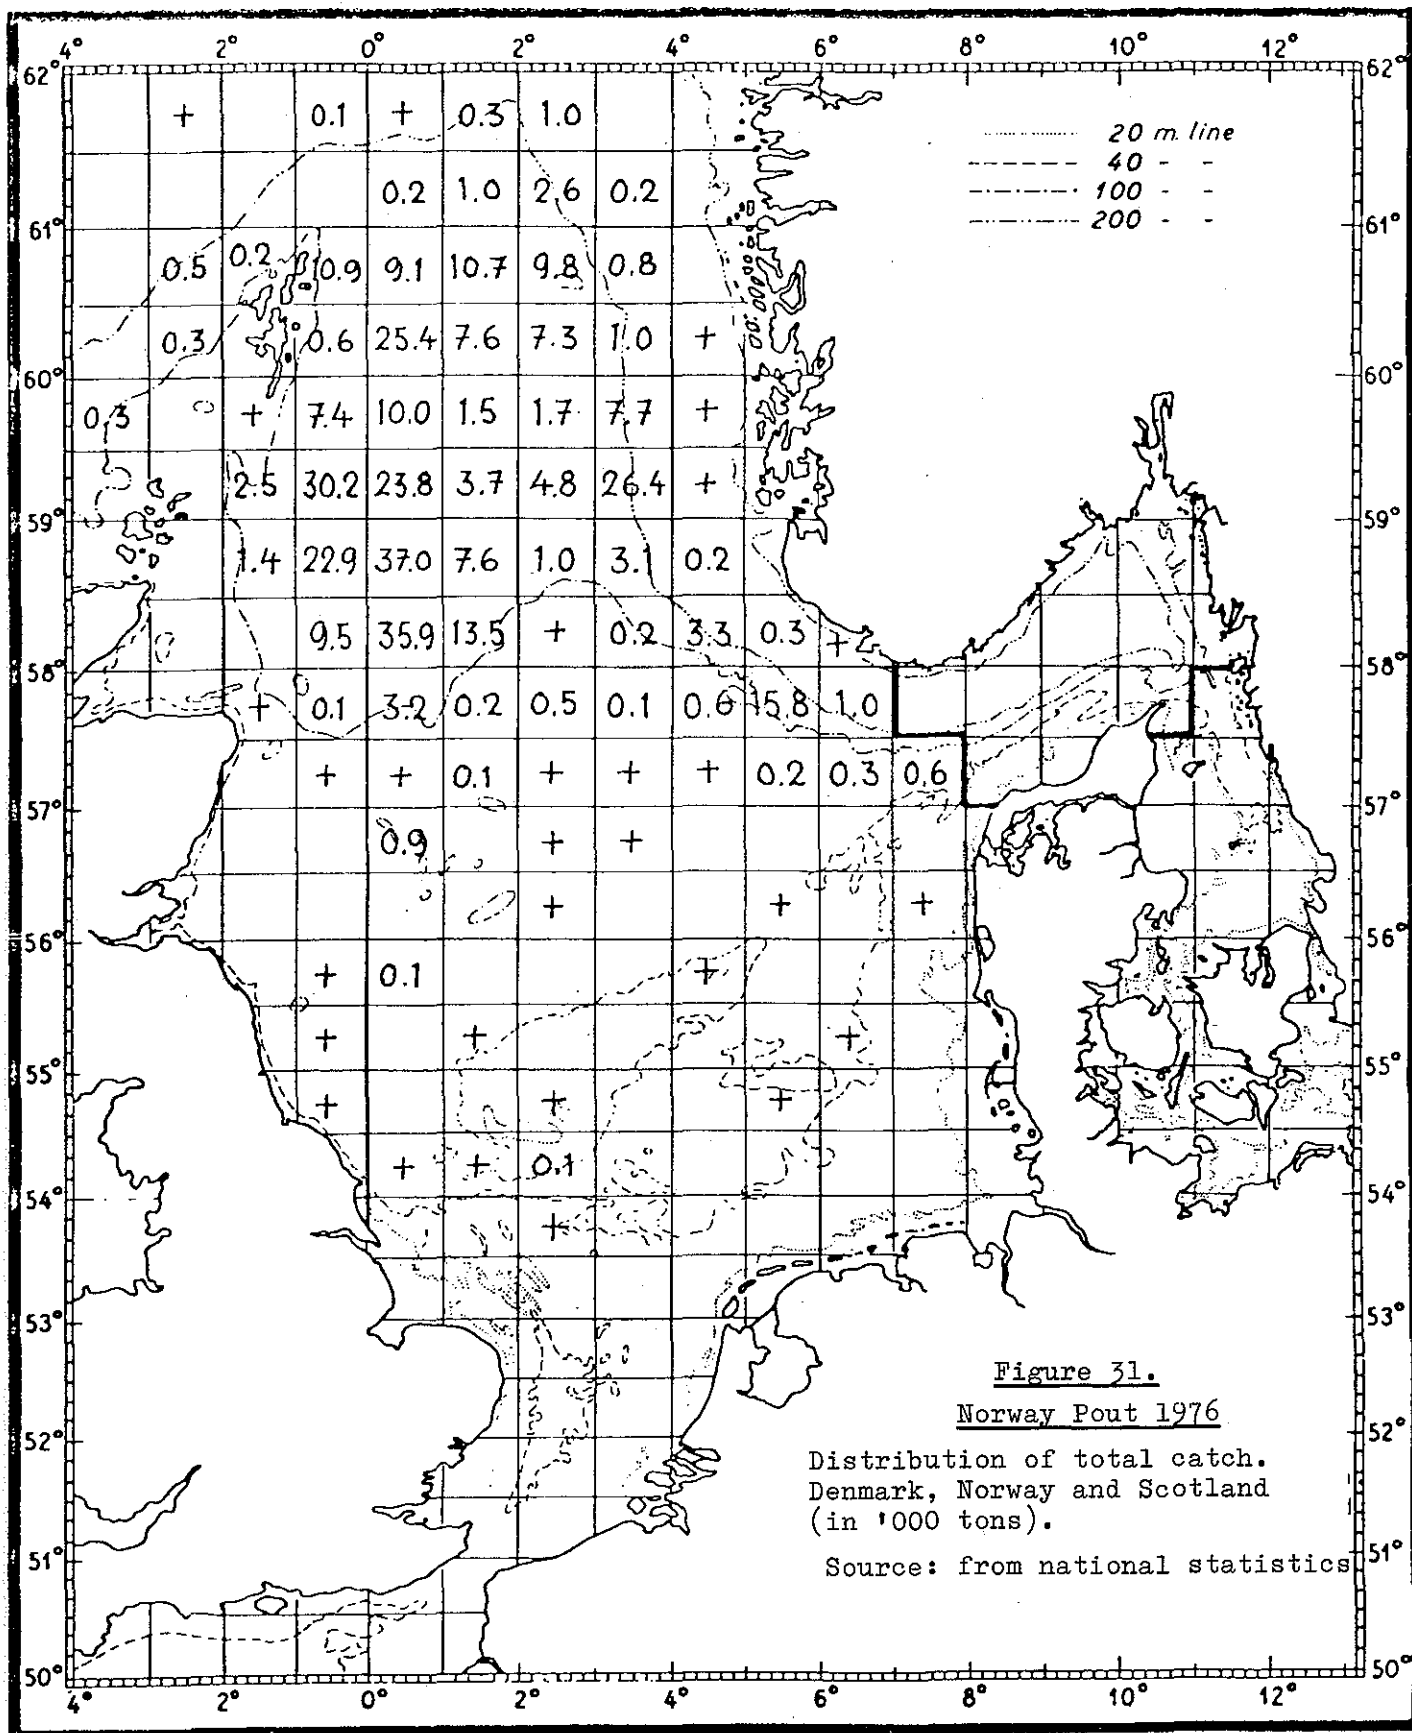 4° 2° 0° 2° 4° 6° 8° 10° 12°
62° 62°
+ 0.1 + 0.3 1.0
20 m. line
40 - -
100 - -
200 - -
0.2 1.0 2.6 0.2
61° 61°
0.5 0.2 0.9 9.1 10.7 9.8 0.8
0.3 0.6 25.4 7.6 7.3 1.0 +
60° 60°
0.3 + 7.4 10.0 1.5 1.7 7.7 +
2.5 30.2 23.8 3.7 4.8 26.4 +
59° 59°
1.4 22.9 37.0 7.6 1.0 3.1 0.2
9.5 35.9 13.5 + 0.2 3.3 0.3 +
58° 58°
+ 0.1 3.2 0.2 0.5 0.1 0.6 15.8 1.0
+ + 0.1 + + + 0.2 0.3 0.6
57° 57°
0.9 + +
+ + +
56° 56°
+ 0.1 +
+ + +
55° 55°
+ + +
+ + 0.1
54° 54°
+
53° 53°
Figure 31.
Norway Pout 1976
52° 52°
Distribution of total catch.
Denmark, Norway and Scotland
(in '000 tons).
51° 51°
Source: from national statistics
50° 50°
4° 2° 0° 2° 4° 6° 8° 10° 12°